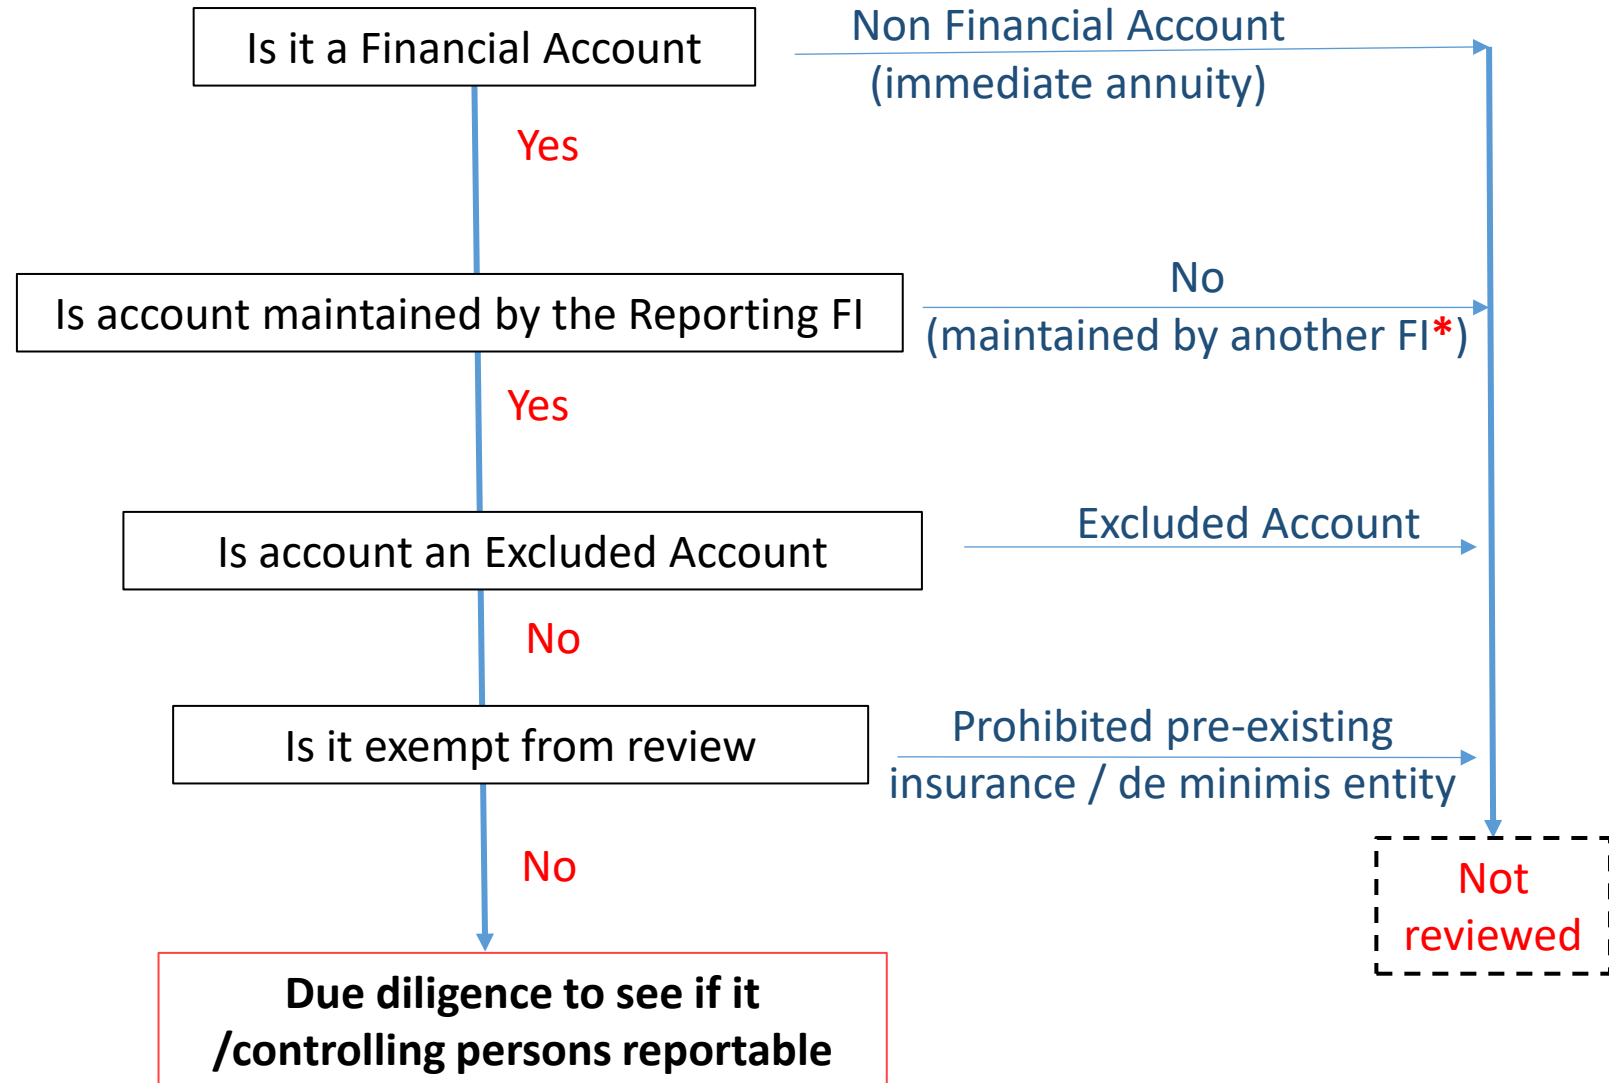 Is it a Financial Account
Non Financial Account
(immediate annuity)
Yes
Is account maintained by the Reporting FI
No
(maintained by another FI*)
Yes
Is account an Excluded Account
Excluded Account
No
Is it exempt from review
Prohibited pre-existing
insurance / de minimis entity
No
Not
reviewed
Due diligence to see if it
/controlling persons reportable